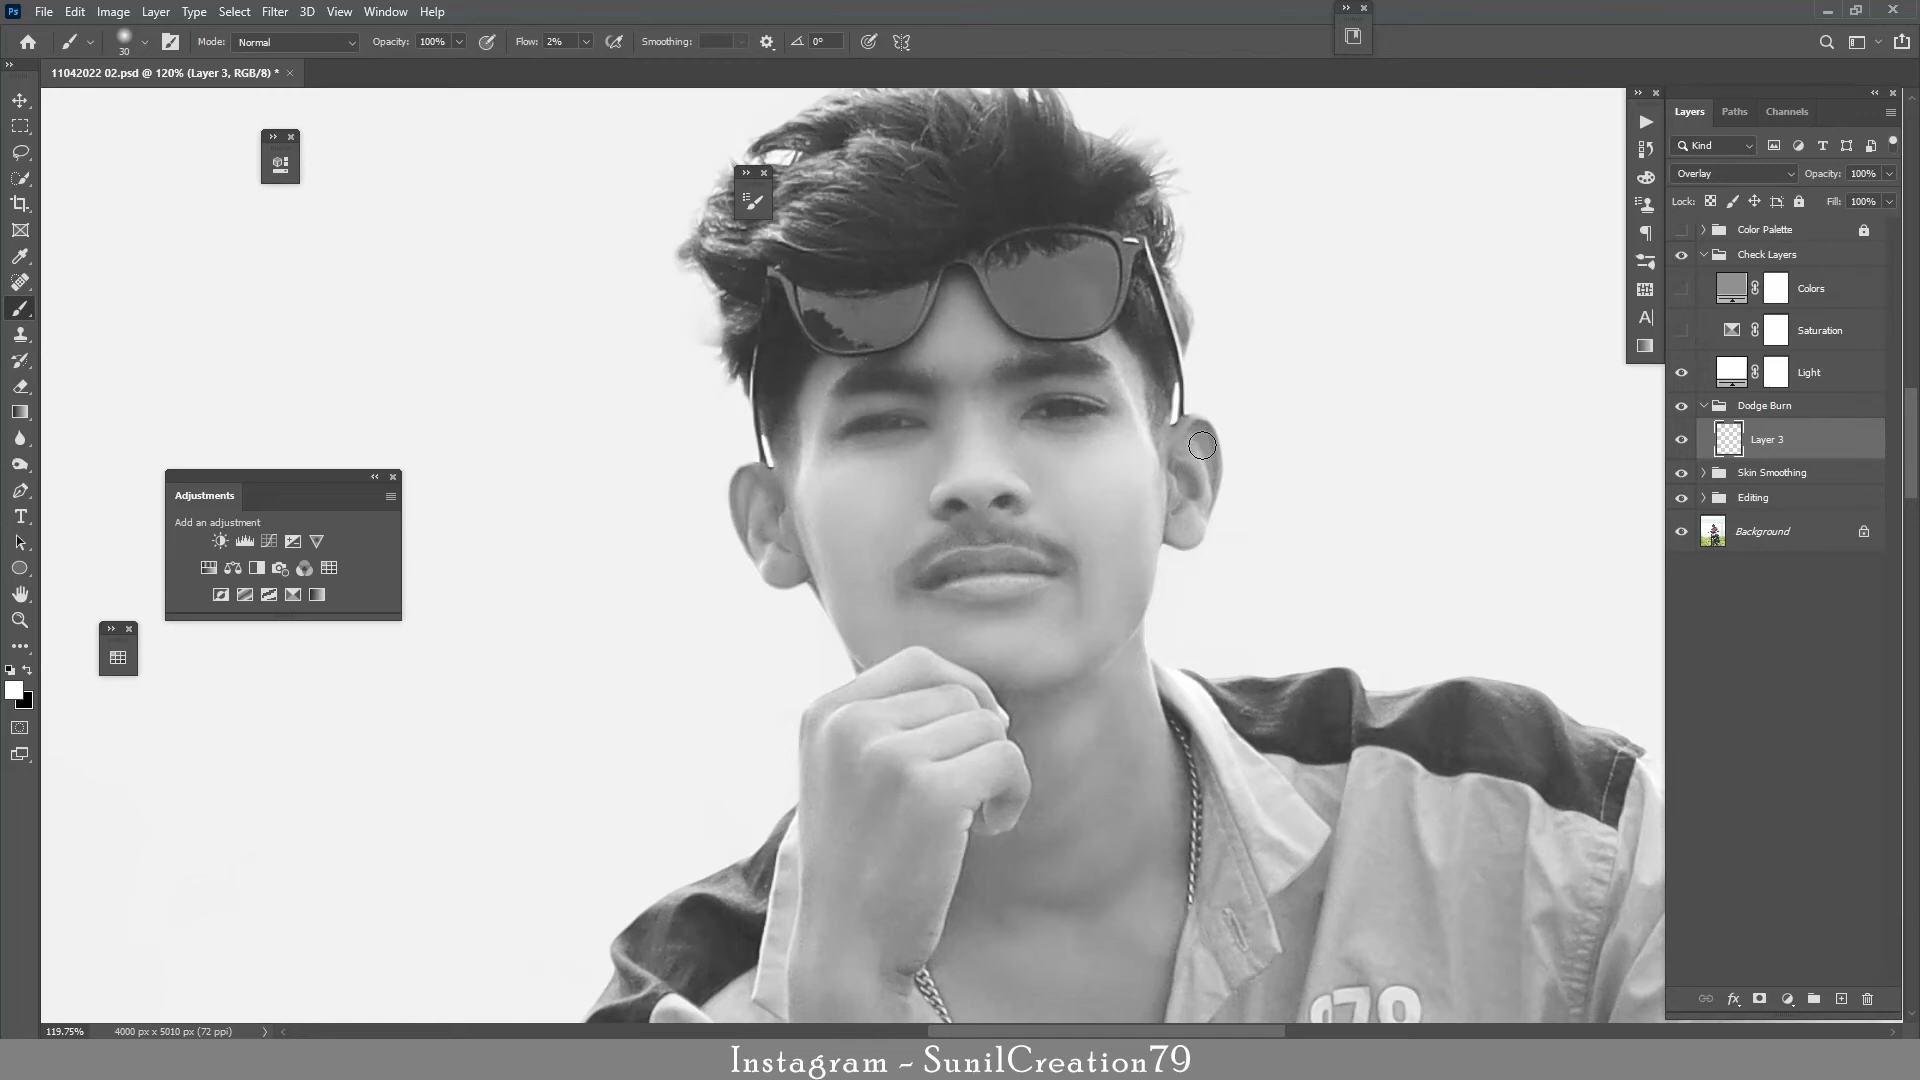 Ps File Edit Image Layer Type Select Filter 3D View Window Help
30 Mode: Normal Opacity: 100% Flow: 2% Smoothing: 0°
11042022 02.psd @ 120% (Layer 3, RGB/8) *
Layers Paths Channels
Kind
Overlay Opacity: 100%
Lock: Fill: 100%
Color Palette
Check Layers
Colors
Saturation
Light
Dodge Burn
Layer 3
Skin Smoothing
Editing
Background
Adjustments
Add an adjustment
119.75% 4000 px x 5010 px (72 ppi)
Instagram - SunilCreation79